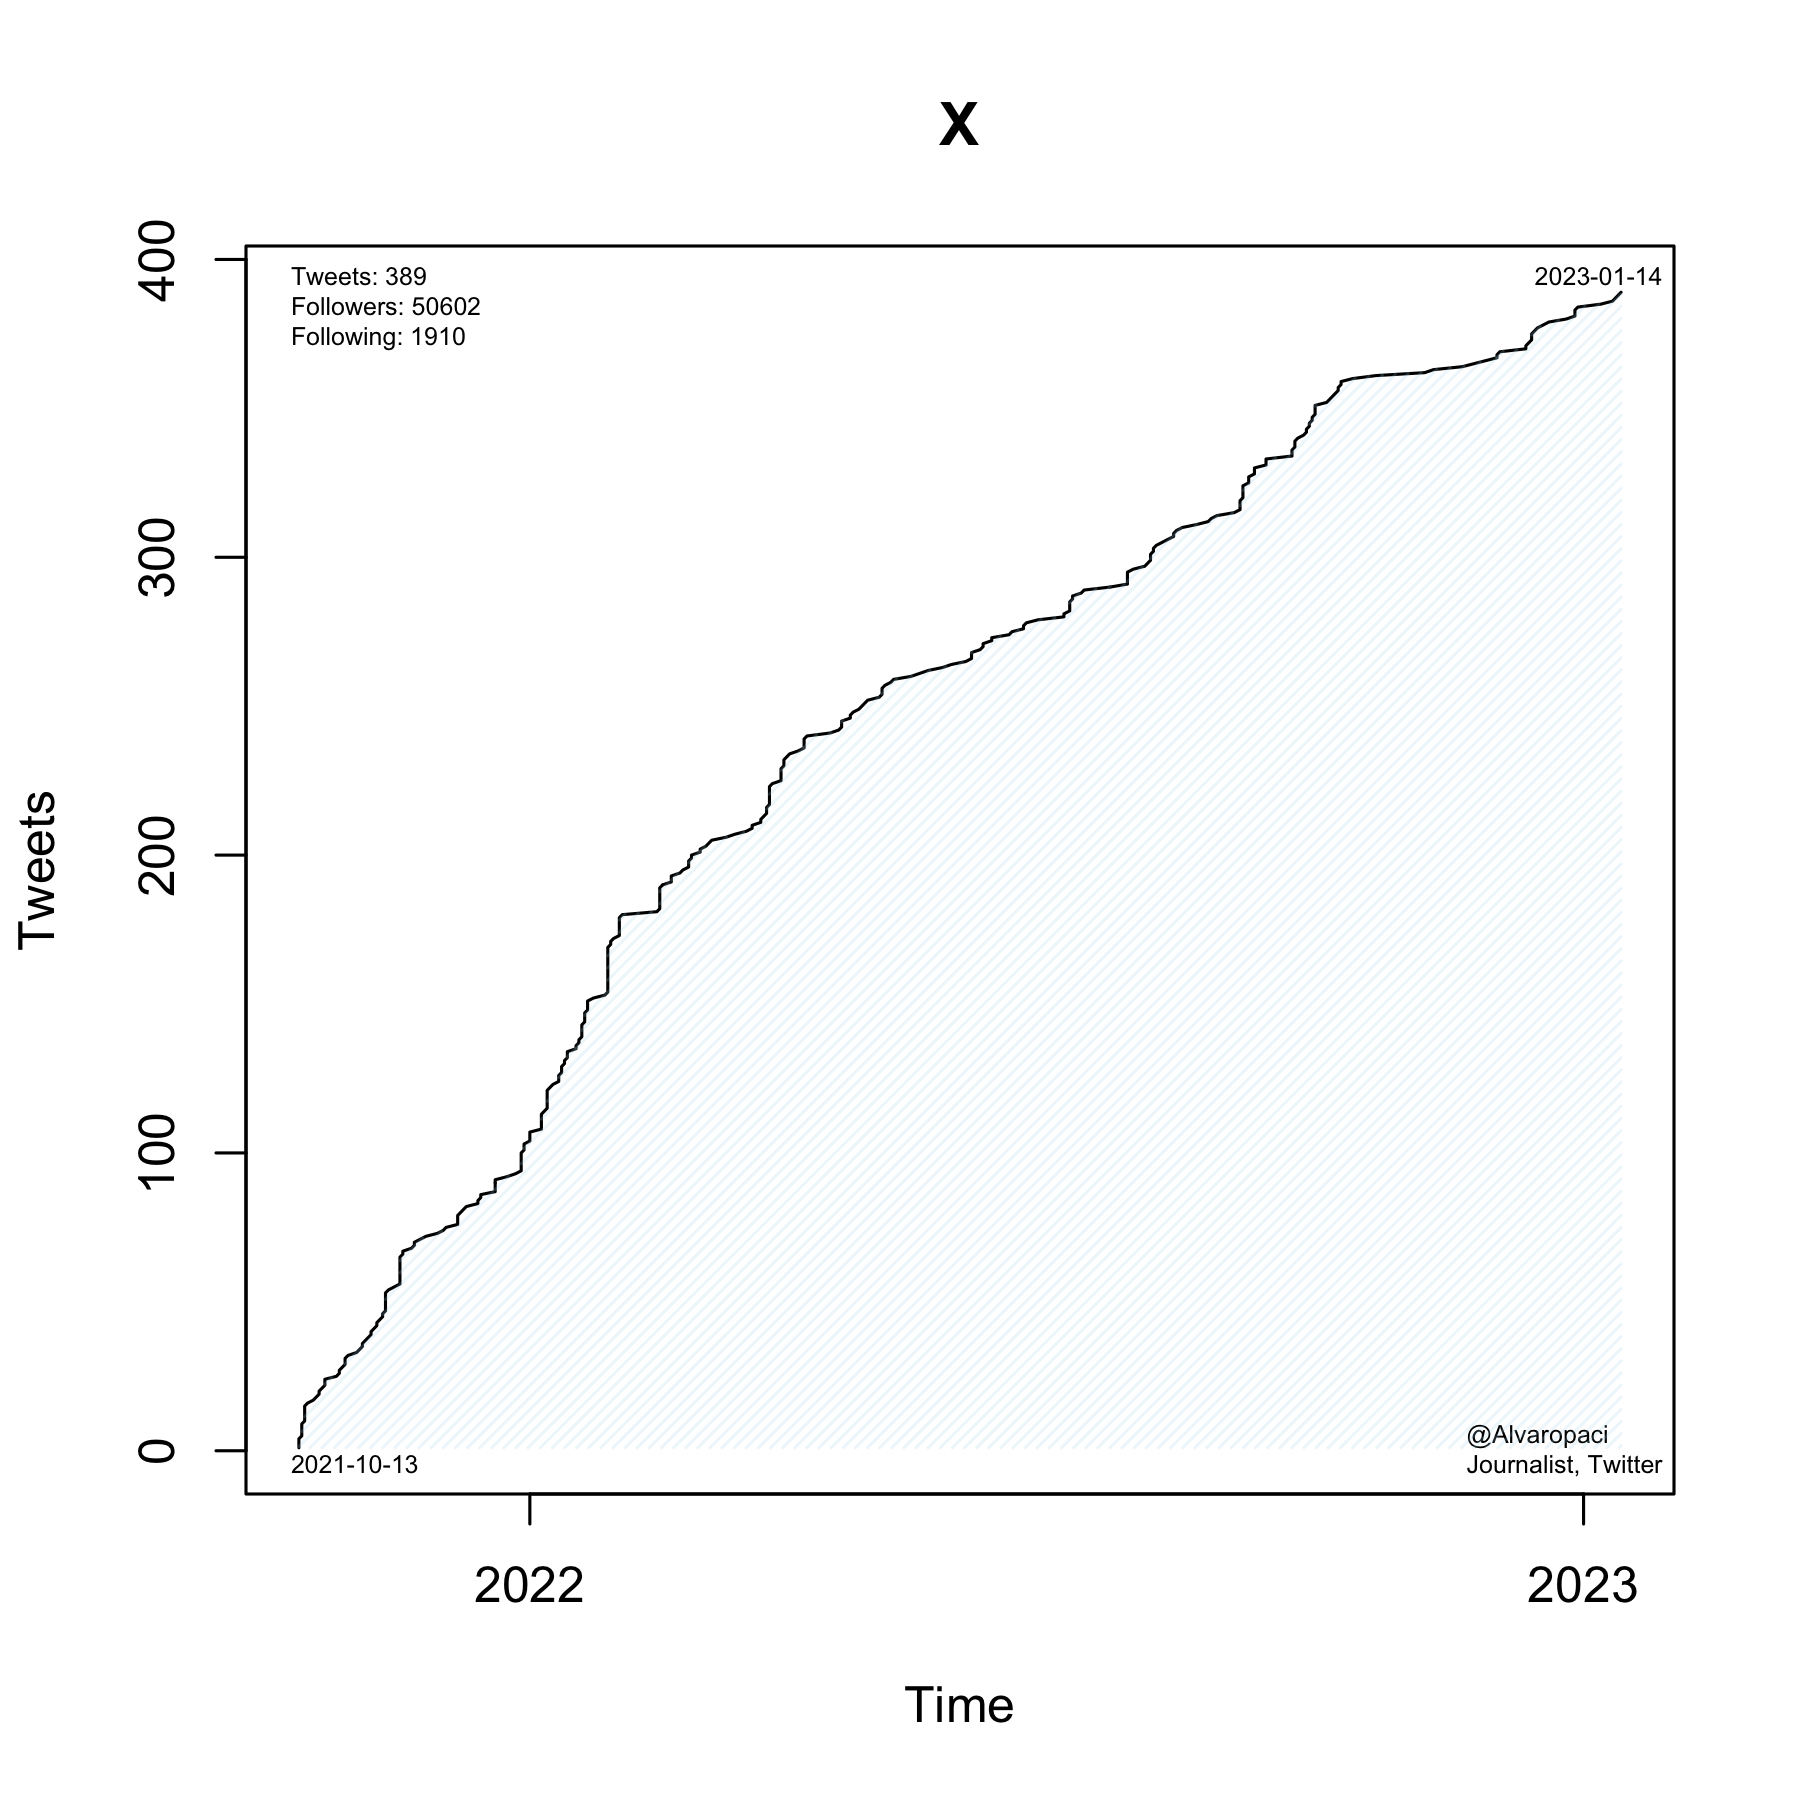 X
400
300
200
100
0
Tweets
Tweets: 389
Followers: 50602
Following: 1910
2023-01-14
2021-10-13
@Alvaropaci
Journalist, Twitter
2022
2023
Time